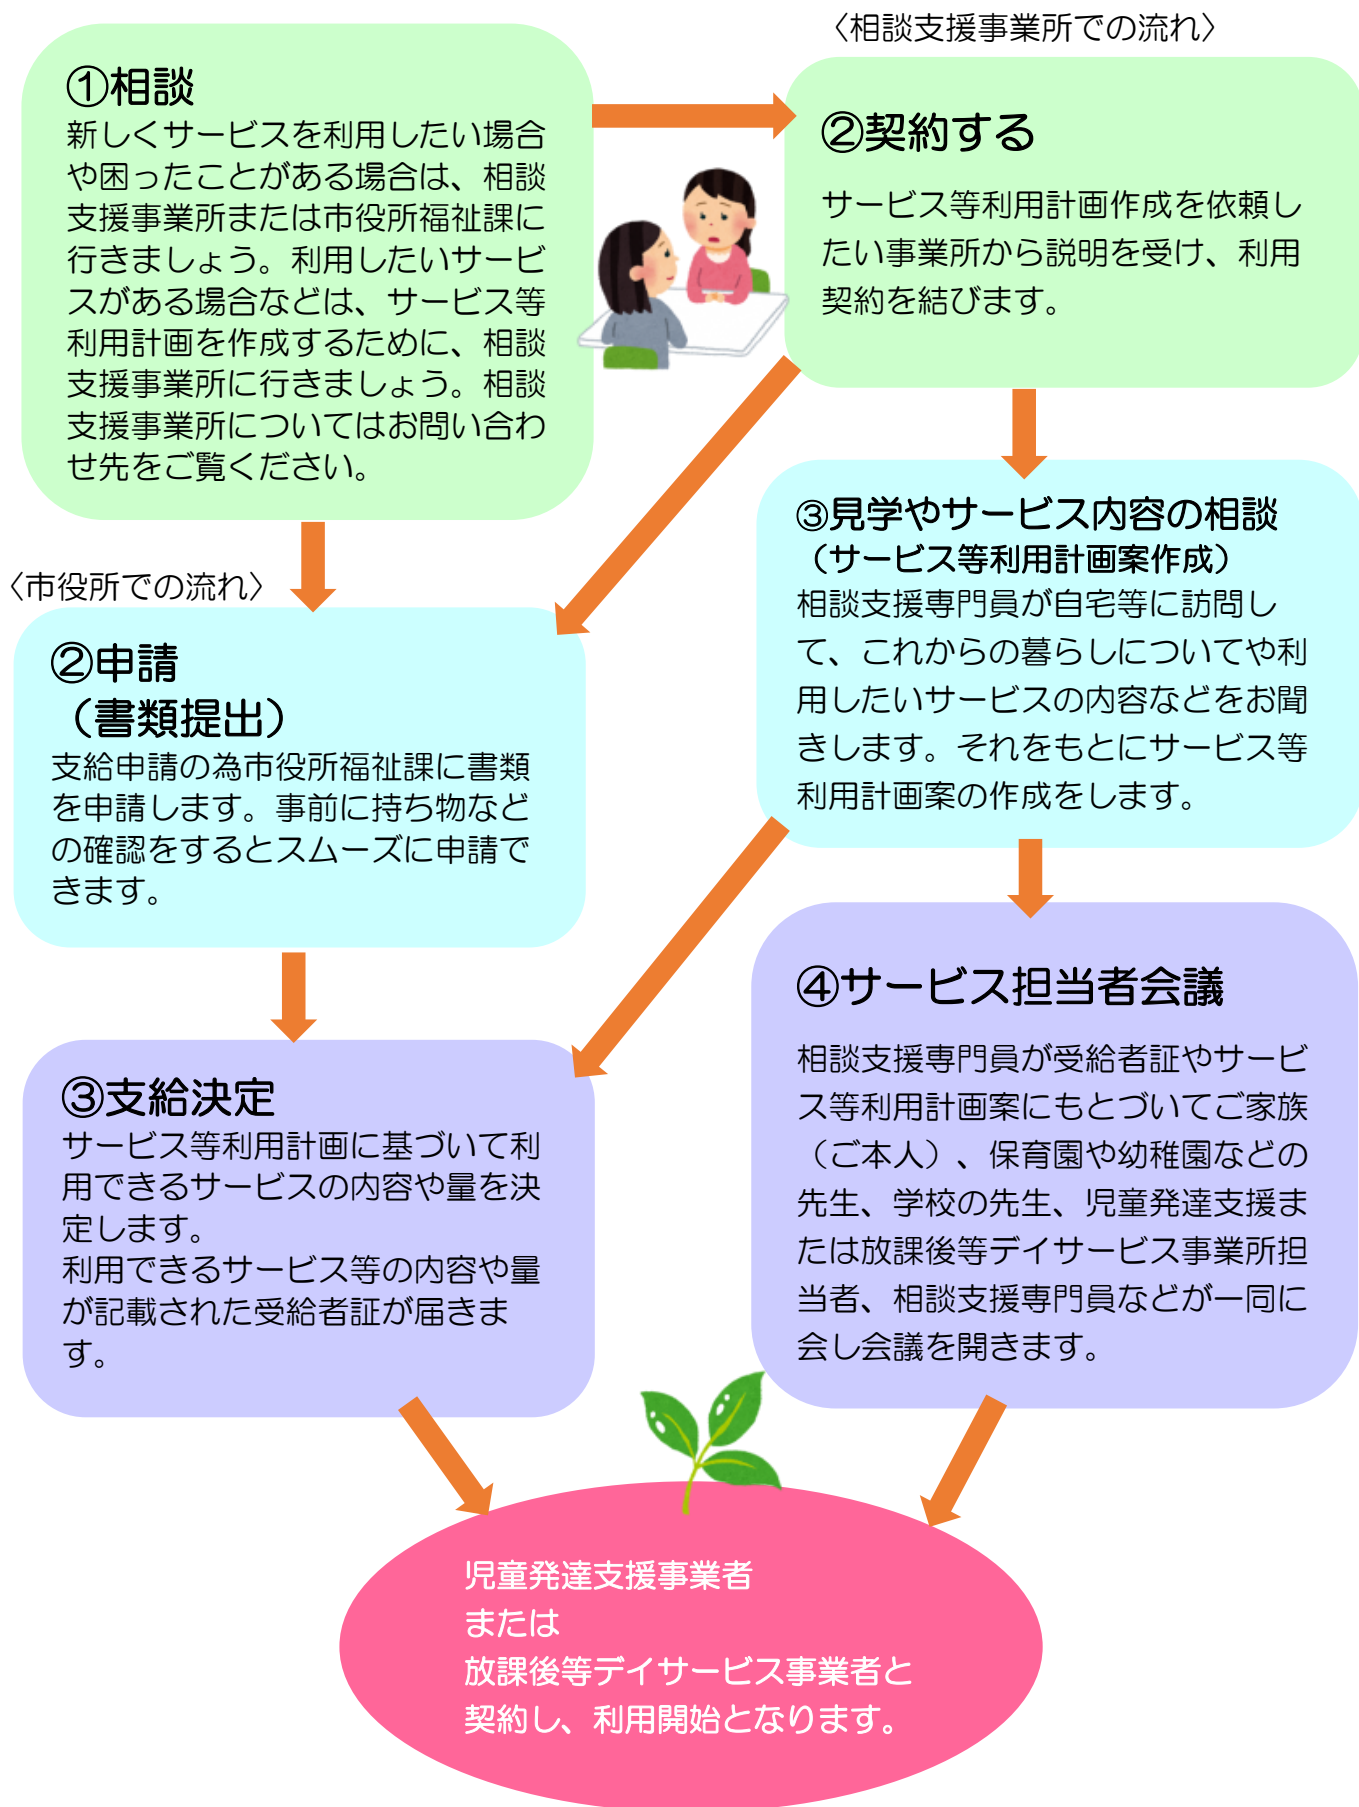 〈相談支援事業所での流れ〉
①相談
新しくサービスを利用したい場合
や困ったことがある場合は、相談
支援事業所または市役所福祉課に
行きましょう。利用したいサービ
スがある場合などは、サービス等
利用計画を作成するために、相談
支援事業所に行きましょう。相談
支援事業所についてはお問い合わ
せ先をご覧ください。
②契約する
サービス等利用計画作成を依頼し
たい事業所から説明を受け、利用
契約を結びます。
〈市役所での流れ〉
②申請
（書類提出）
支給申請の為市役所福祉課に書類
を申請します。事前に持ち物など
の確認をするとスムーズに申請で
きます。
③見学やサービス内容の相談
（サービス等利用計画案作成）
相談支援専門員が自宅等に訪問し
て、これからの暮らしについてや利
用したいサービスの内容などをお聞
きします。それをもとにサービス等
利用計画案の作成をします。
③支給決定
サービス等利用計画に基づいて利
用できるサービスの内容や量を決
定します。
利用できるサービス等の内容や量
が記載された受給者証が届きま
す。
④サービス担当者会議
相談支援専門員が受給者証やサービ
ス等利用計画案にもとづいてご家族
（ご本人）、保育園や幼稚園などの
先生、学校の先生、児童発達支援ま
たは放課後等デイサービス事業所担
当者、相談支援専門員などが一同に
会し会議を開きます。
児童発達支援事業者
または
放課後等デイサービス事業者と
契約し、利用開始となります。